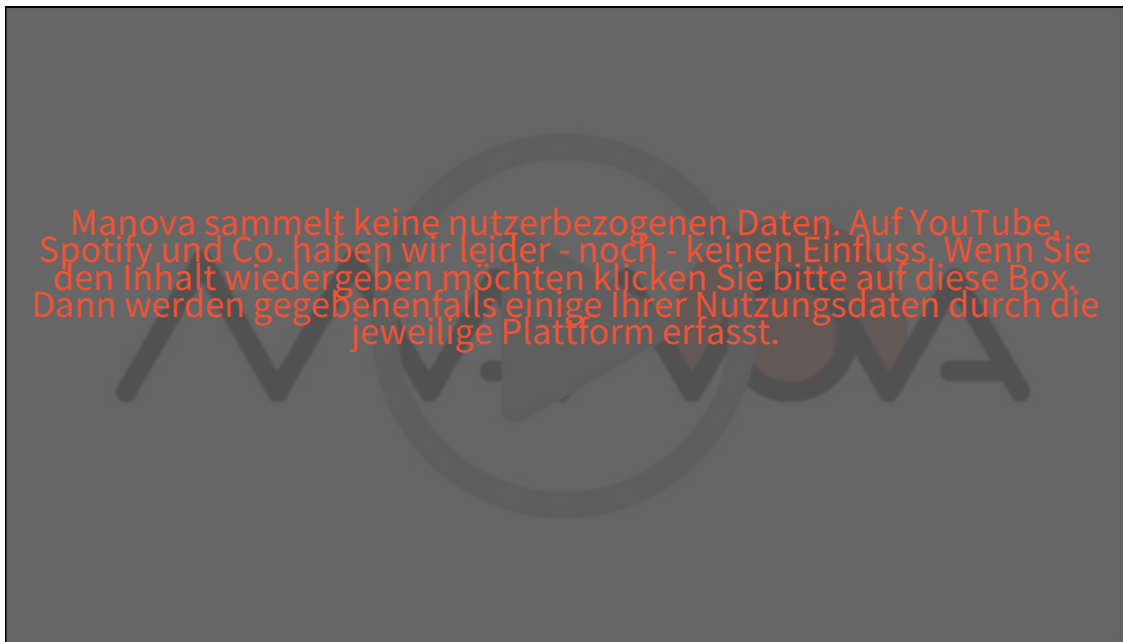 Manova sammelt keine nutzerbezogenen Daten. Auf YouTube,
Spotify und Co. haben wir leider - noch - keinen Einfluss. Wenn Sie
den Inhalt wiedergeben möchten klicken Sie bitte auf diese Box.
Dann werden gegebenenfalls einige Ihrer Nutzungsdaten durch die
jeweilige Plattform erfasst.
MANOVA